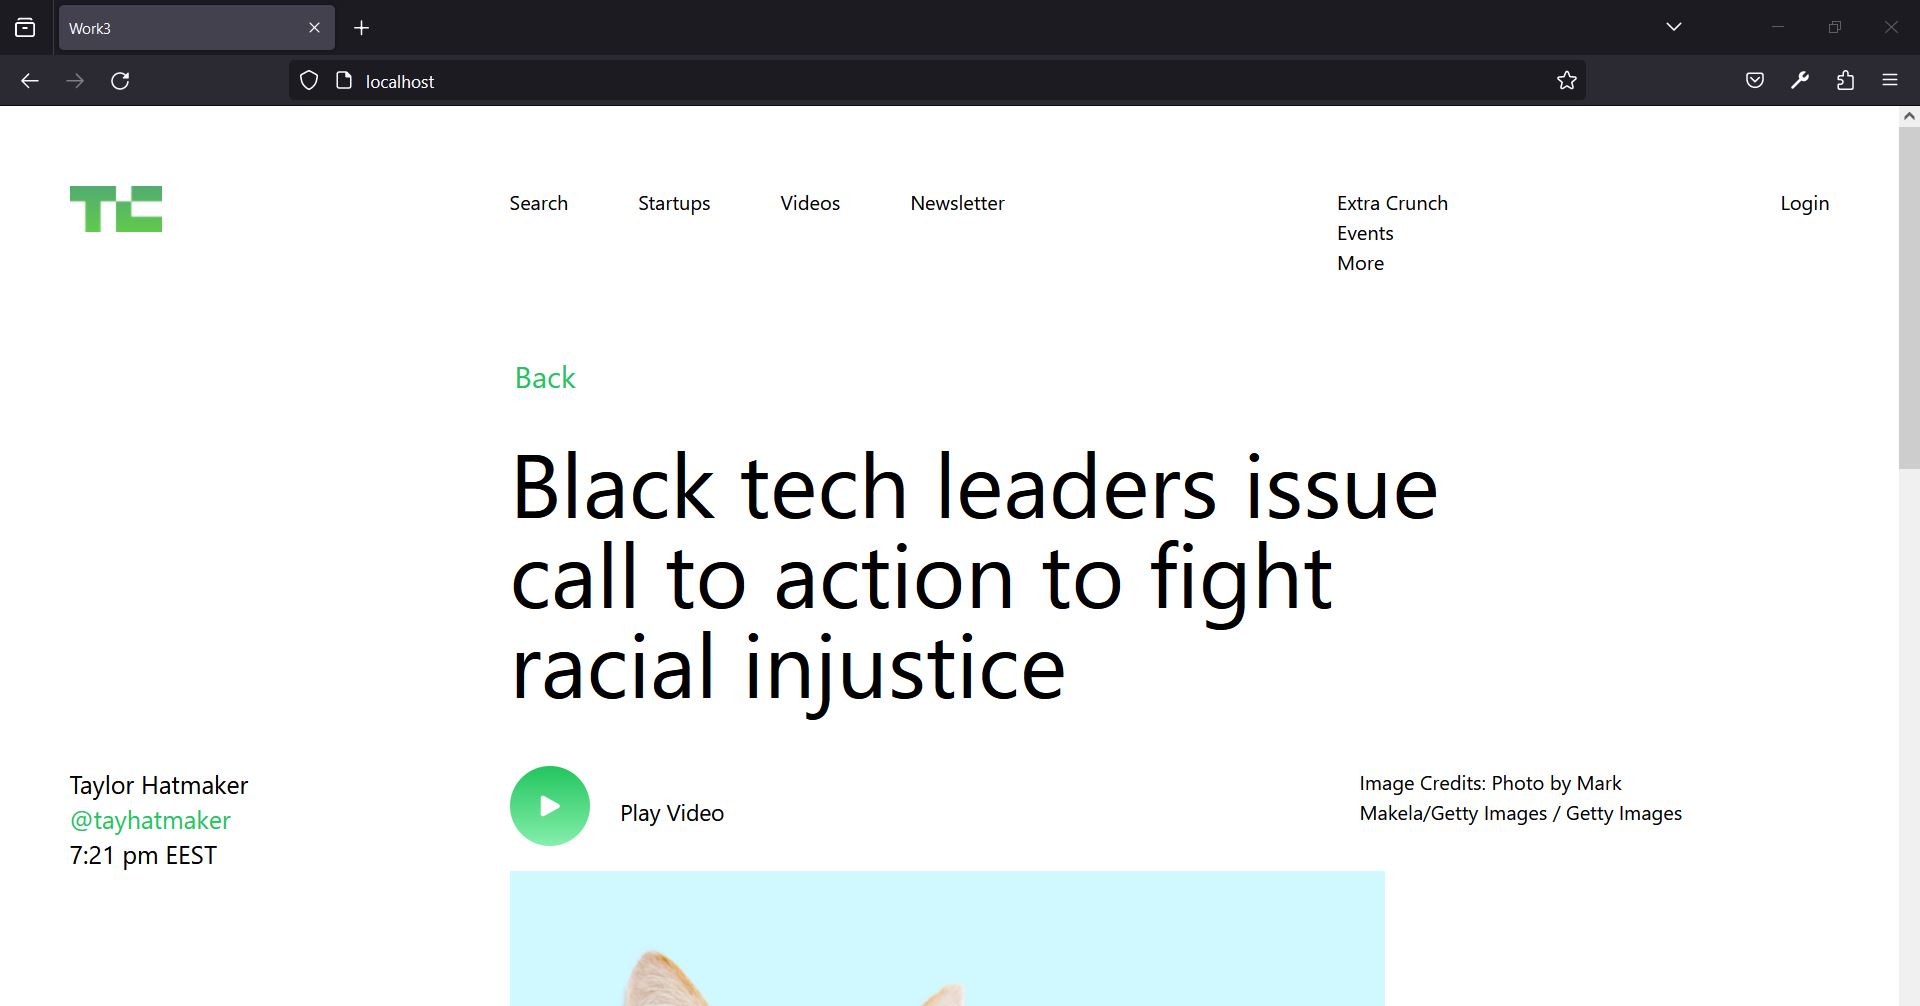 Work3
localhost
TC
Search Startups Videos Newsletter Extra Crunch Login
Events
More
Back
Black tech leaders issue
call to action to fight
racial injustice
Taylor Hatmaker
@tayhatmaker
7:21 pm EEST
Play Video
Image Credits: Photo by Mark
Makela/Getty Images / Getty Images